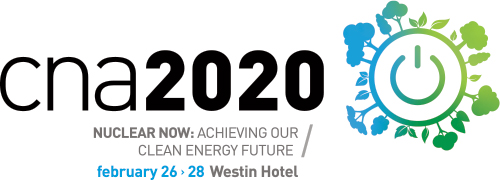 cna2020
NUCLEAR NOW: ACHIEVING OUR
CLEAN ENERGY FUTURE
february 26 › 28 Westin Hotel